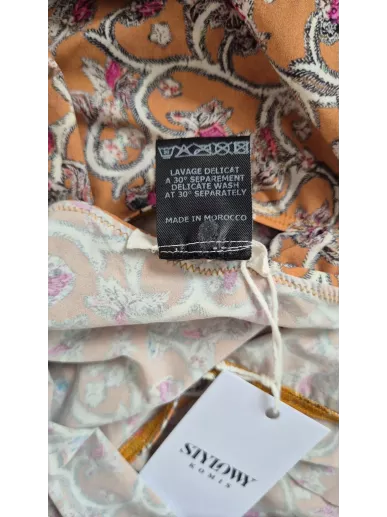 LAVAGE DELICAT
A 30° SEPAREMENT
DELICATE WASH
AT 30° SEPARATELY
MADE IN MOROCCO
STYLOWY
KOMIS